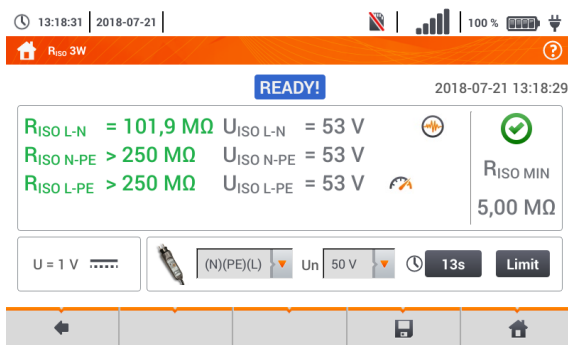 13:18:31 2018-07-21 100 %
RISO 3W ?
READY! 2018-07-21 13:18:29
RISO L-N = 101,9 MΩ UISO L-N = 53 V
RISO N-PE > 250 MΩ UISO N-PE = 53 V
RISO L-PE > 250 MΩ UISO L-PE = 53 V
RISO MIN
5,00 MΩ
U = 1 V (N)(PE)(L) Un 50 V 13s Limit